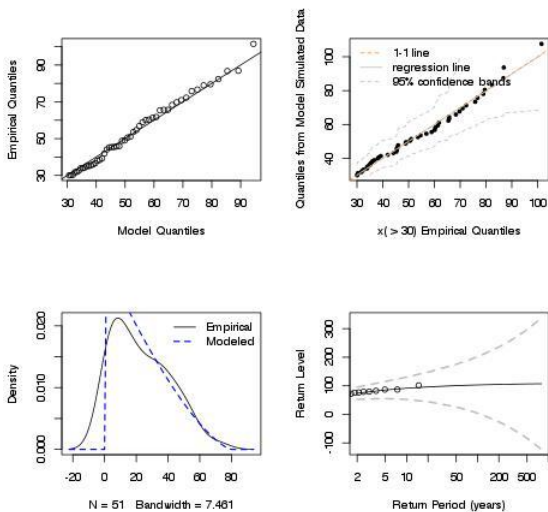 Empirical Quantiles
90
70
50
30
30 40 50 60 70 80 90
Model Quantiles
Quantiles from Model Simulated Data
100
80
60
40
1-1 line
regression line
95% confidence bands
30 40 50 60 70 80 90 100
x( > 30) Empirical Quantiles
Density
0.020
0.010
0.000
Empirical
Modeled
-20 0 20 40 60 80
N = 51 Bandwidth = 7.461
Return Level
300
200
100
0
-100
2 5 10 50 200 500
Return Period (years)